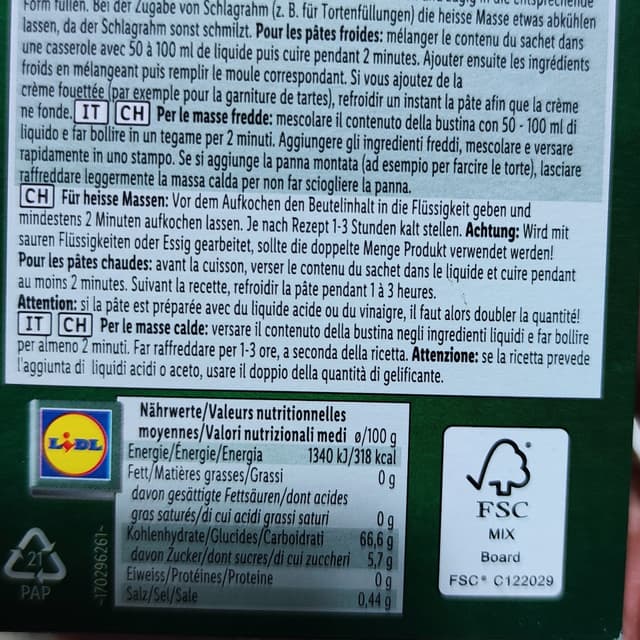 Form füllen. Bei der Zugabe von Schlagrahm (z. B. für Tortenfüllungen) die heisse Masse etwas abkühlen
lassen, da der Schlagrahm sonst schmilzt. Pour les pâtes froides: mélanger le contenu du sachet dans
une casserole avec 50 à 100 ml de liquide puis cuire pendant 2 minutes. Ajouter ensuite les ingrédients
froids en mélangeant puis remplir le moule correspondant. Si vous ajoutez de la
crème fouettée (par exemple pour la garniture de tartes), refroidir un instant la pâte afin que la crème
ne fonde. IT CH Per le masse fredde: mescolare il contenuto della bustina con 50 - 100 ml di
liquido e far bollire in un tegame per 2 minuti. Aggiungere gli ingredienti freddi, mescolare e versare
rapidamente in uno stampo. Se si aggiunge la panna montata (ad esempio per farcire le torte), lasciare
raffreddare leggermente la massa calda per non far sciogliere la panna.
CH Für heisse Massen: Vor dem Aufkochen den Beutelinhalt in die Flüssigkeit geben und
mindestens 2 Minuten aufkochen lassen. Je nach Rezept 1-3 Stunden kalt stellen. Achtung: Wird mit
sauren Flüssigkeiten oder Essig gearbeitet, sollte die doppelte Menge Produkt verwendet werden!
Pour les pâtes chaudes: avant la cuisson, verser le contenu du sachet dans le liquide et cuire pendant
au moins 2 minutes. Suivant la recette, refroidir la pâte pendant 1 à 3 heures.
Attention: si la pâte est préparée avec du liquide acide ou du vinaigre, il faut alors doubler la quantité!
IT CH Per le masse calde: versare il contenuto della bustina negli ingredienti liquidi e far bollire
per almeno 2 minuti. Far raffreddare per 1-3 ore, a seconda della ricetta. Attenzione: se la ricetta prevede
l'aggiunta di liquidi acidi o aceto, usare il doppio della quantità di gelificante.
LIDL
Nährwerte/Valeurs nutritionnelles
moyennes/Valori nutrizionali medi ø/100 g
Energie/Énergie/Energia 1340 kJ/318 kcal
Fett/Matières grasses/Grassi 0 g
davon gesättigte Fettsäuren/dont acides
gras saturés/di cui acidi grassi saturi 0 g
Kohlenhydrate/Glucides/Carboidrati 66,6 g
davon Zucker/dont sucres/di cui zuccheri 5,7 g
Eiweiss/Protéines/Proteine 0 g
Salz/Sel/Sale 0,44 g
21
PAP
-170296261-
FSC
MIX
Board
FSC® C122029